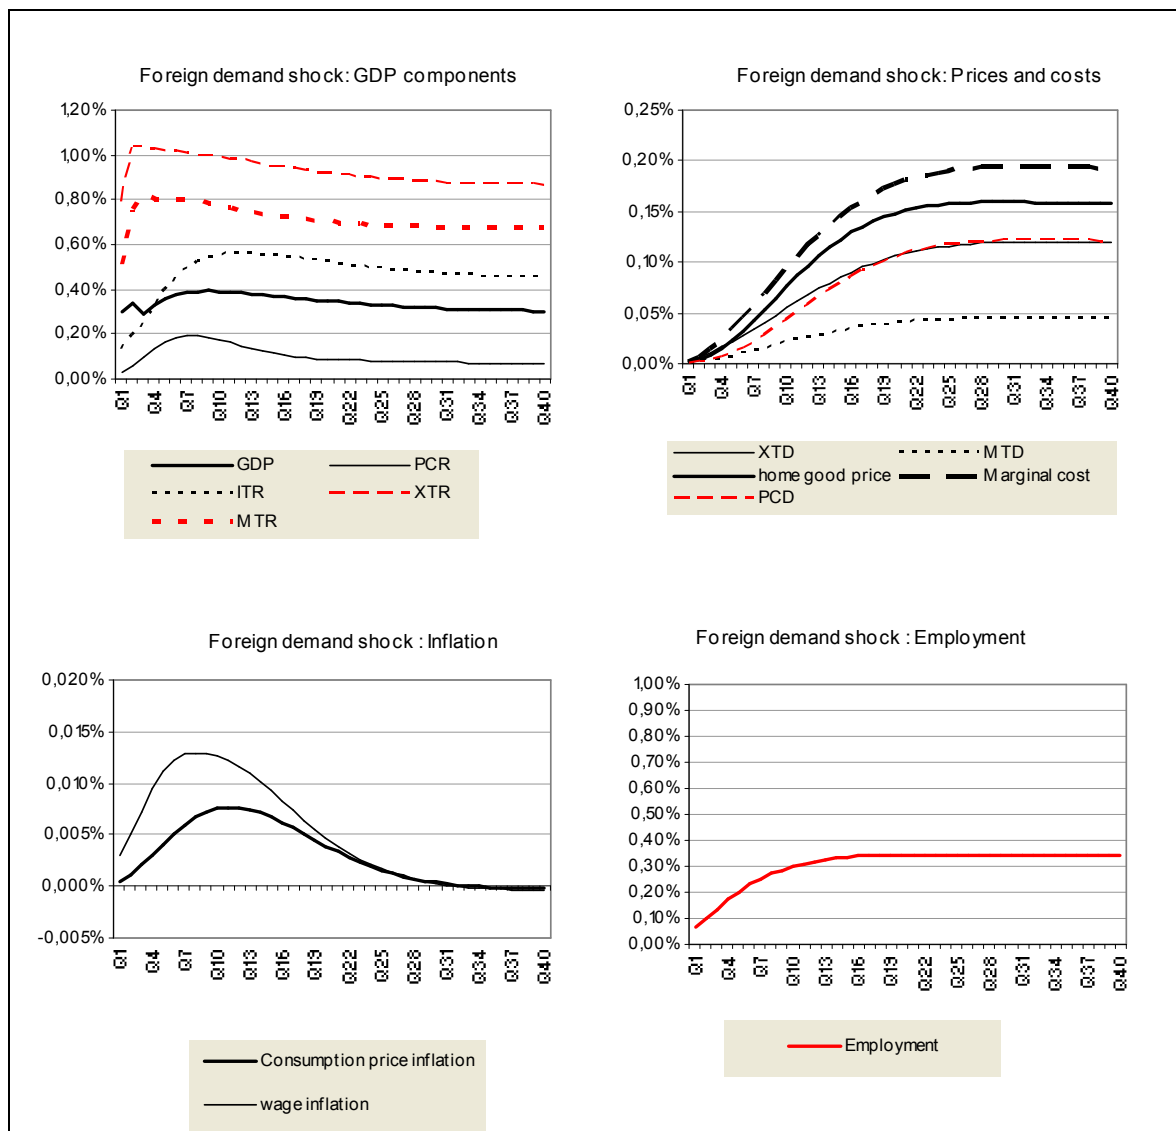 Foreign demand shock: GDP components
1,20%
1,00%
0,80%
0,60%
0,40%
0,20%
0,00%
Q1 Q4 Q7 Q10 Q13 Q16 Q19 Q22 Q25 Q28 Q31 Q34 Q37 Q40
GDP PCR
ITR XTR
MTR
Foreign demand shock: Prices and costs
0,25%
0,20%
0,15%
0,10%
0,05%
0,00%
Q1 Q4 Q7 Q10 Q13 Q16 Q19 Q22 Q25 Q28 Q31 Q34 Q37 Q40
XTD MTD
home good price Marginal cost
PCD
Foreign demand shock : Inflation
0,020%
0,015%
0,010%
0,005%
0,000%
-0,005%
Q1 Q4 Q7 Q10 Q13 Q16 Q19 Q22 Q25 Q28 Q31 Q34 Q37 Q40
Consumption price inflation
wage inflation
Foreign demand shock : Employment
1,00%
0,90%
0,80%
0,70%
0,60%
0,50%
0,40%
0,30%
0,20%
0,10%
0,00%
Q1 Q4 Q7 Q10 Q13 Q16 Q19 Q22 Q25 Q28 Q31 Q34 Q37 Q40
Employment